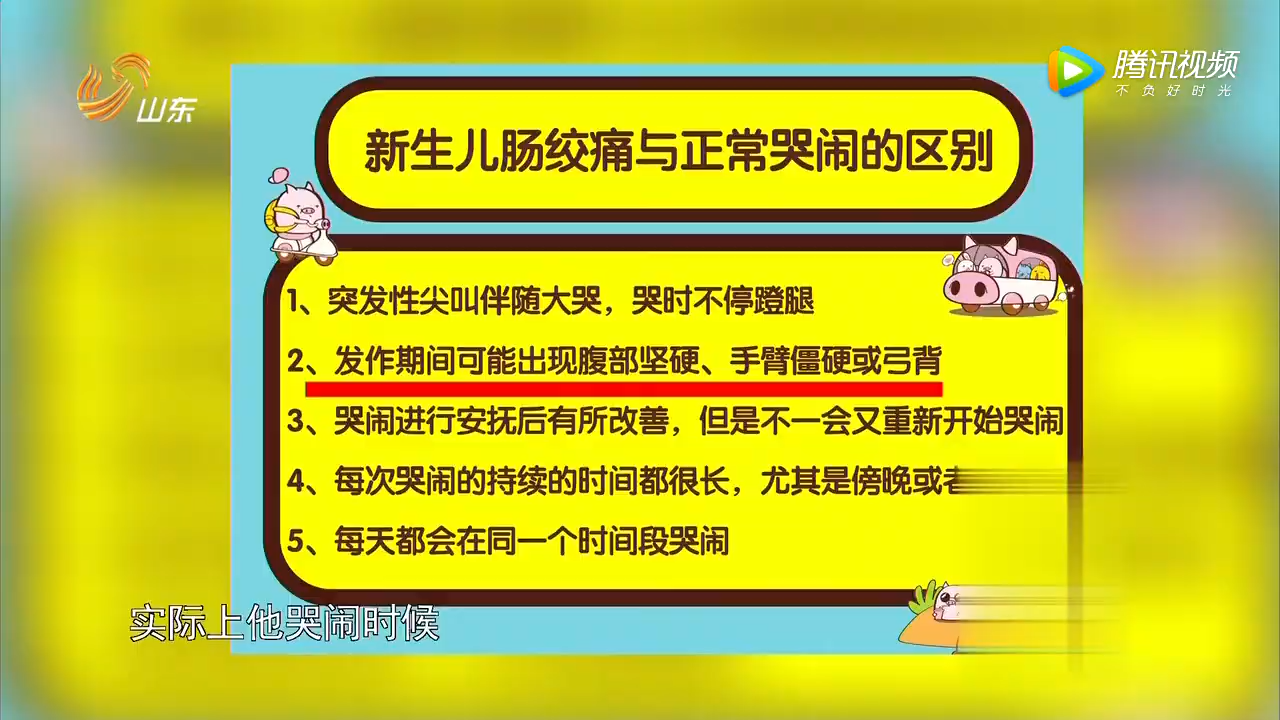 山东
腾讯视频
不负好时光
新生儿肠绞痛与正常哭闹的区别
1、突发性尖叫伴随大哭，哭时不停蹬腿
2、发作期间可能出现腹部坚硬、手臂僵硬或弓背
3、哭闹进行安抚后有所改善，但是不一会又重新开始哭闹
4、每次哭闹的持续的时间都很长，尤其是傍晚或
5、每天都会在同一个时间段哭闹
实际上他哭闹时候